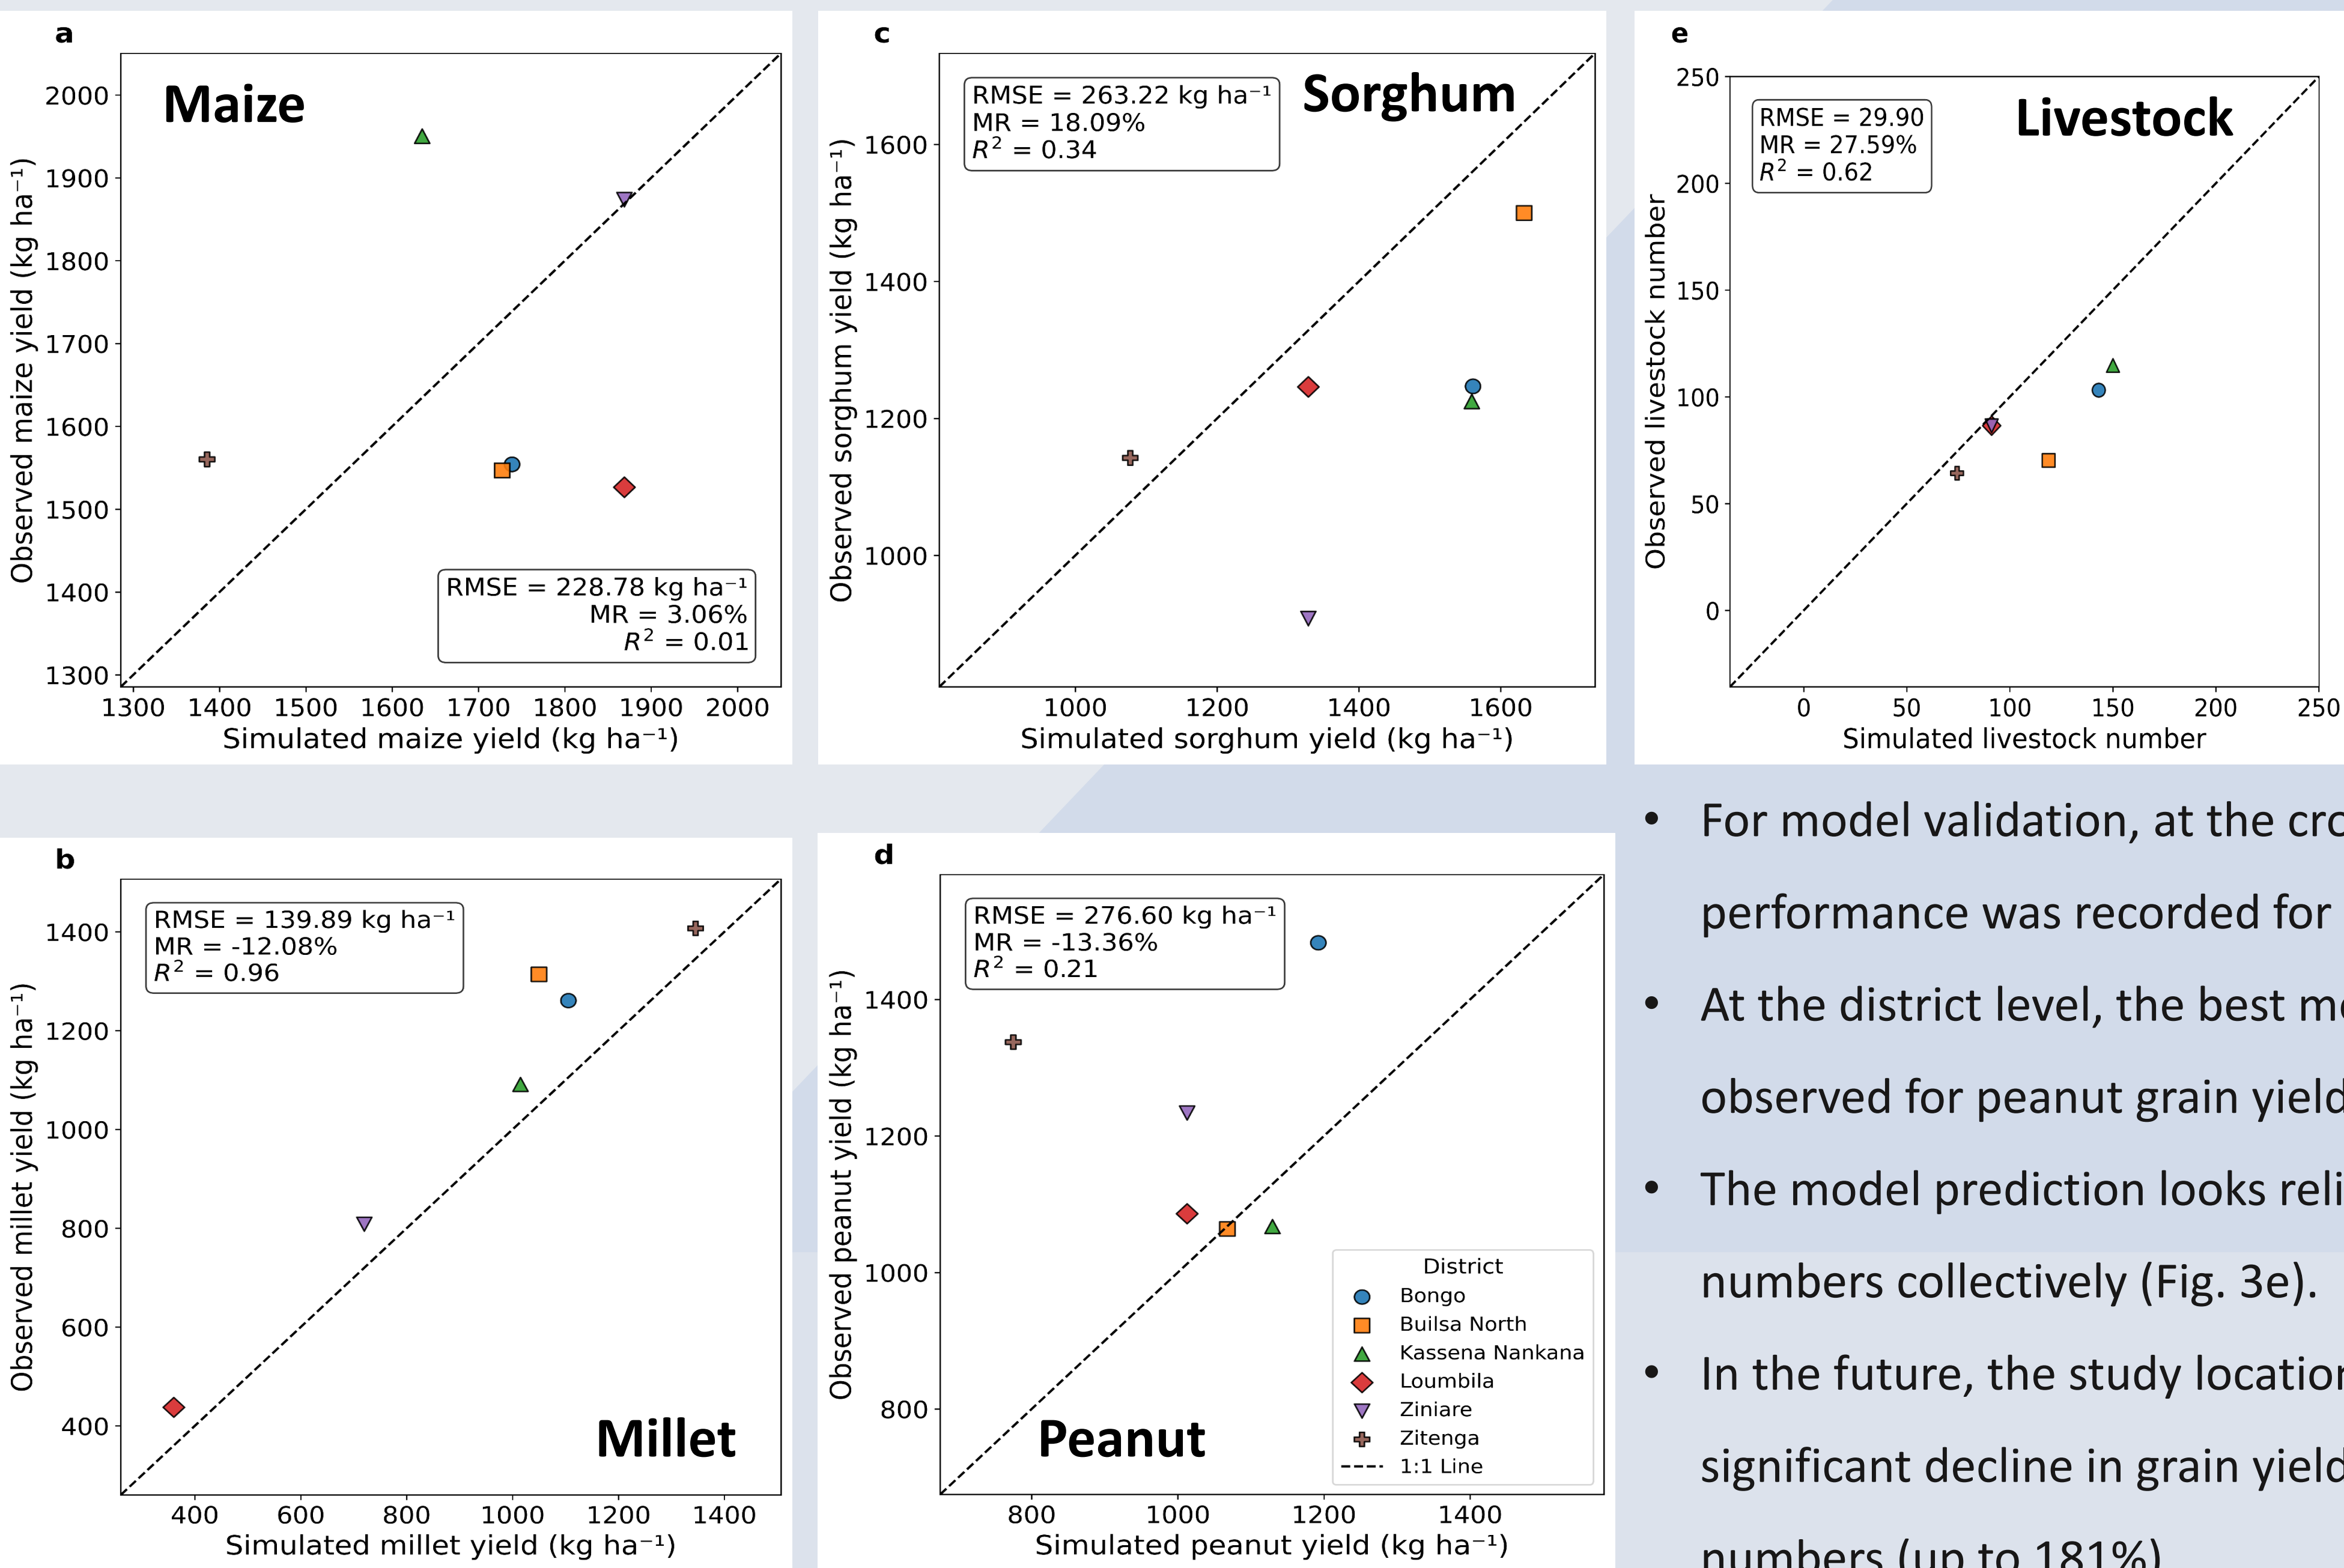 a
Maize
Observed maize yield (kg ha⁻¹)
2000
1900
1800
1700
1600
1500
1400
1300
RMSE = 228.78 kg ha⁻¹
MR = 3.06%
R² = 0.01
1300 1400 1500 1600 1700 1800 1900 2000
Simulated maize yield (kg ha⁻¹)
c
Sorghum
RMSE = 263.22 kg ha⁻¹
MR = 18.09%
R² = 0.34
Observed sorghum yield (kg ha⁻¹)
1600
1400
1200
1000
1000 1200 1400 1600
Simulated sorghum yield (kg ha⁻¹)
e
Livestock
RMSE = 29.90
MR = 27.59%
R² = 0.62
Observed livestock number
250
200
150
100
50
0
0 50 100 150 200 250
Simulated livestock number
b
RMSE = 139.89 kg ha⁻¹
MR = -12.08%
R² = 0.96
Observed millet yield (kg ha⁻¹)
1400
1200
1000
800
600
400
Millet
400 600 800 1000 1200 1400
Simulated millet yield (kg ha⁻¹)
d
RMSE = 276.60 kg ha⁻¹
MR = -13.36%
R² = 0.21
Observed peanut yield (kg ha⁻¹)
1400
1200
1000
800
Peanut
District
Bongo
Builsa North
Kassena Nankana
Loumbila
Ziniare
Zitenga
1:1 Line
800 1000 1200 1400
Simulated peanut yield (kg ha⁻¹)
• For model validation, at the
performance was recorded for
• At the district level, the best
observed for peanut grain yield
• The model prediction looks
numbers collectively (Fig. 3e).
• In the future, the study
significant decline in grain yield
numbers (up to 181%)